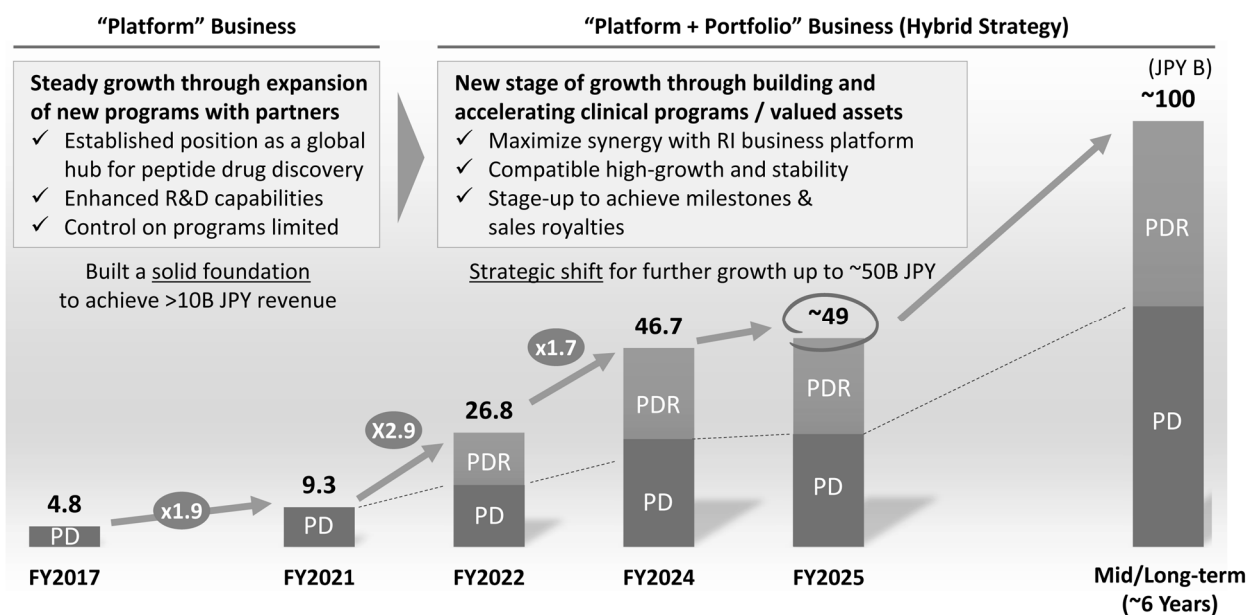 “Platform” Business
“Platform + Portfolio” Business (Hybrid Strategy)
Steady growth through expansion
of new programs with partners
✓ Established position as a global
hub for peptide drug discovery
✓ Enhanced R&D capabilities
✓ Control on programs limited
Built a solid foundation
to achieve >10B JPY revenue
New stage of growth through building and
accelerating clinical programs / valued assets
✓ Maximize synergy with RI business platform
✓ Compatible high-growth and stability
✓ Stage-up to achieve milestones &
sales royalties
Strategic shift for further growth up to ~50B JPY
(JPY B)
4.8
PD
x1.9
9.3
PD
X2.9
26.8
PDR
PD
x1.7
46.7
PDR
PD
~49
PDR
PD
~100
PDR
PD
FY2017
FY2021
FY2022
FY2024
FY2025
Mid/Long-term
(~6 Years)